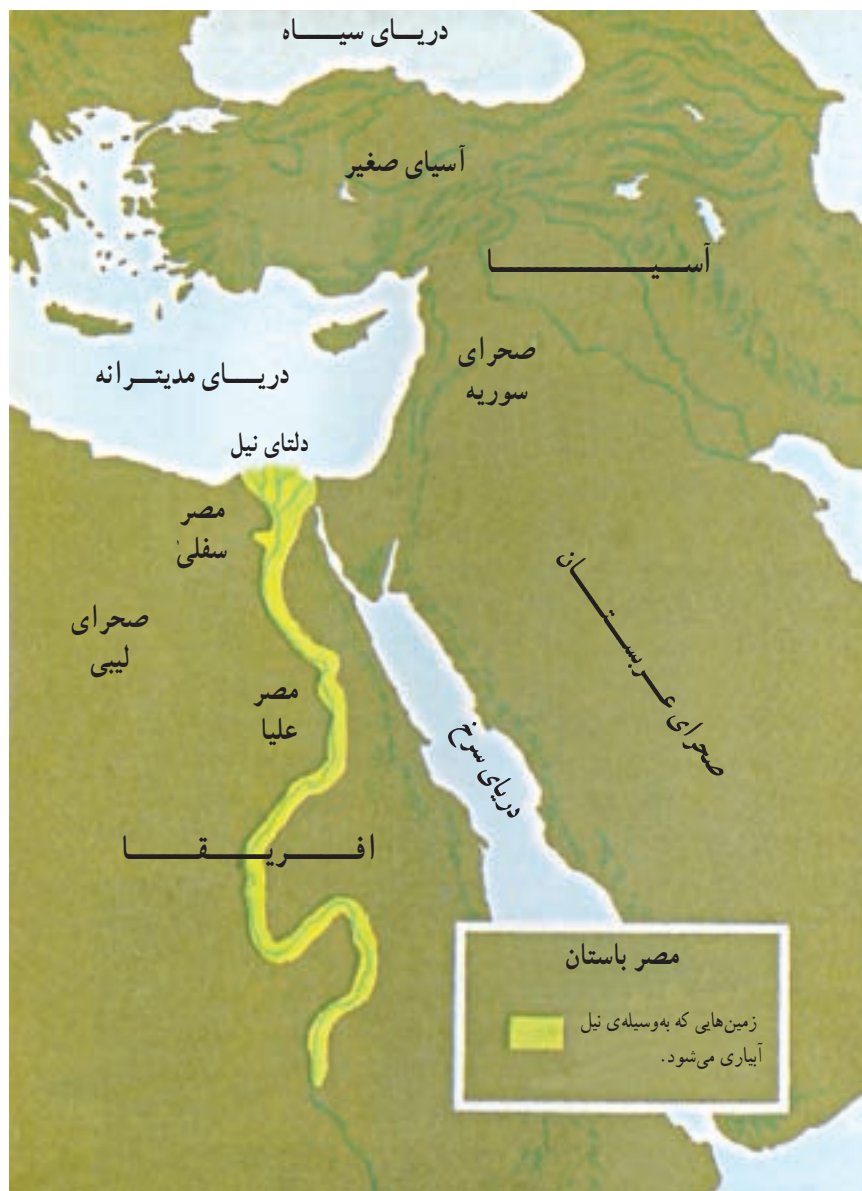 دریای سیاه
آسیای صغیر
آسیا
صحرای
سوریه
دریای مدیترانه
دلتای نیل
مصر
سفلیٰ
صحرای عربستان
صحرای
لیبی
مصر
علیا
دریای سرخ
افریقا
مصر باستان
زمین‌هایی که به‌وسیله‌ی نیل
آبیاری می‌شود.